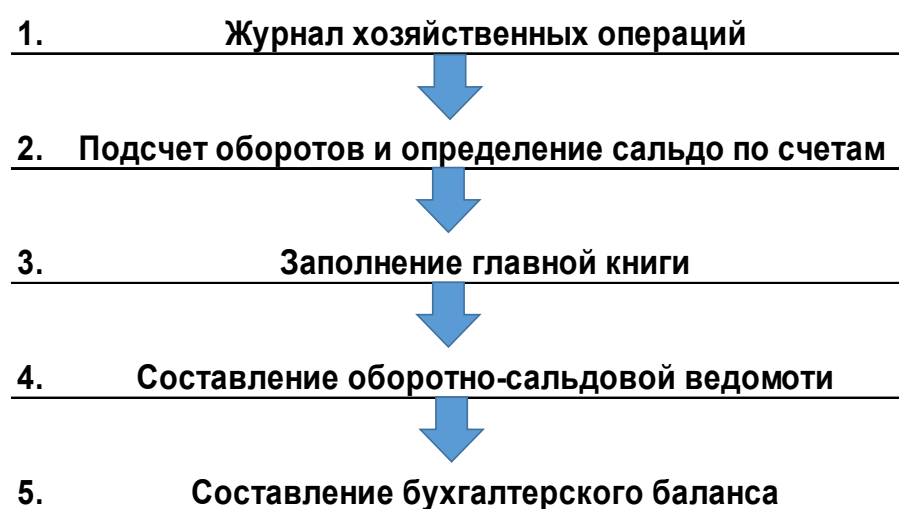 1. Журнал хозяйственных операций
2. Подсчет оборотов и определение сальдо по счетам
3. Заполнение главной книги
4. Составление оборотно-сальдовой ведомоти
5. Составление бухгалтерского баланса